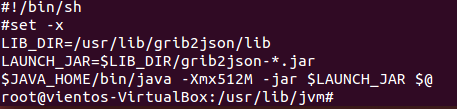 #!/bin/sh
#set -x
LIB_DIR=/usr/lib/grib2json/lib
LAUNCH_JAR=$LIB_DIR/grib2json-*.jar
$JAVA_HOME/bin/java -Xmx512M -jar $LAUNCH_JAR $@
root@vientos-VirtualBox:/usr/lib/jvm#